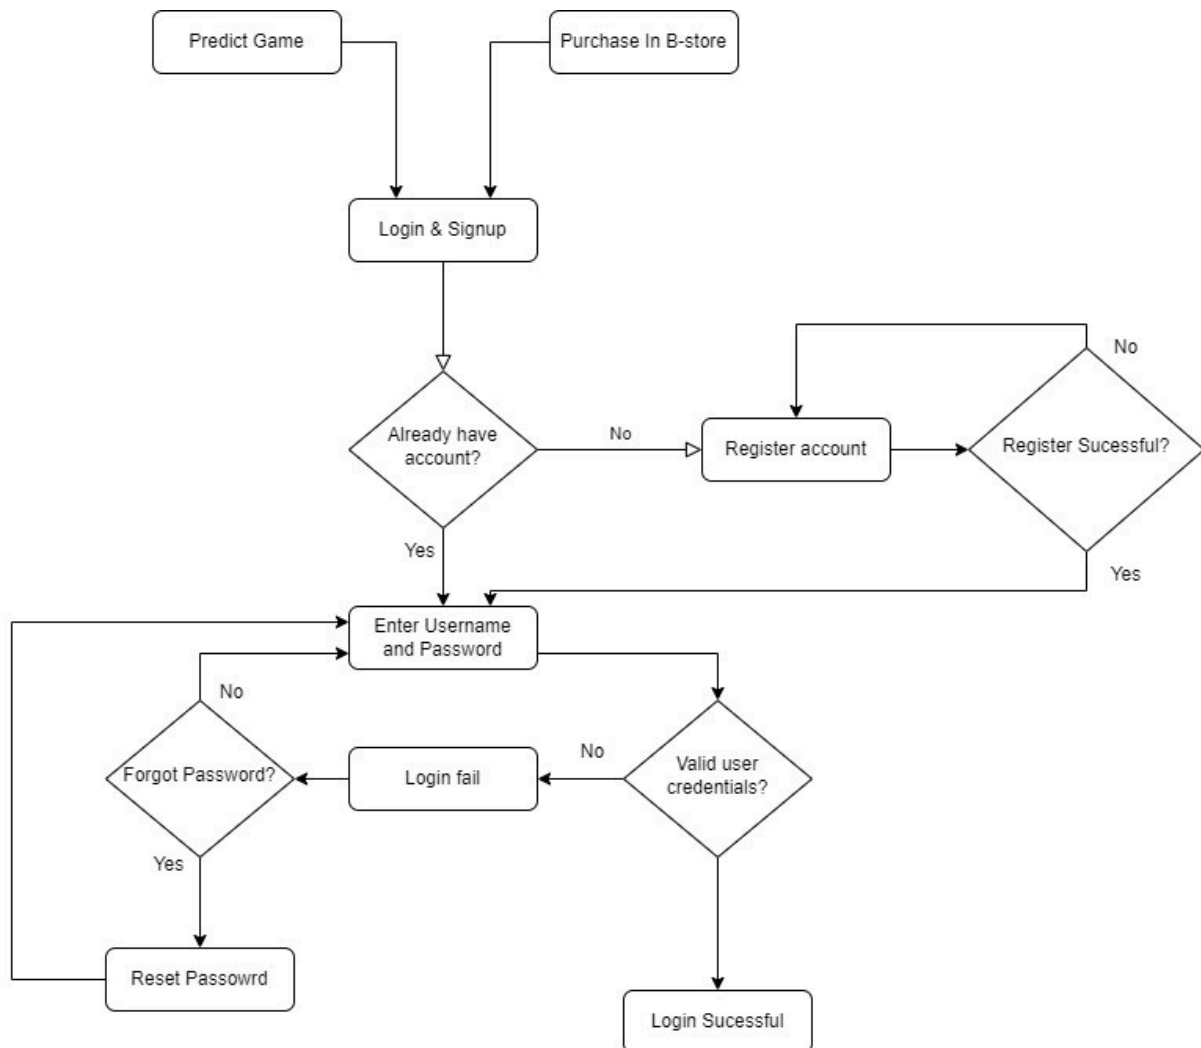 Predict Game
Purchase In B-store
Login & Signup
No
Already have
account?
No
Register account
Register Sucessful?
Yes
Yes
Enter Username
and Password
No
Forgot Password?
Login fail
No
Valid user
credentials?
Yes
Reset Passowrd
Login Sucessful